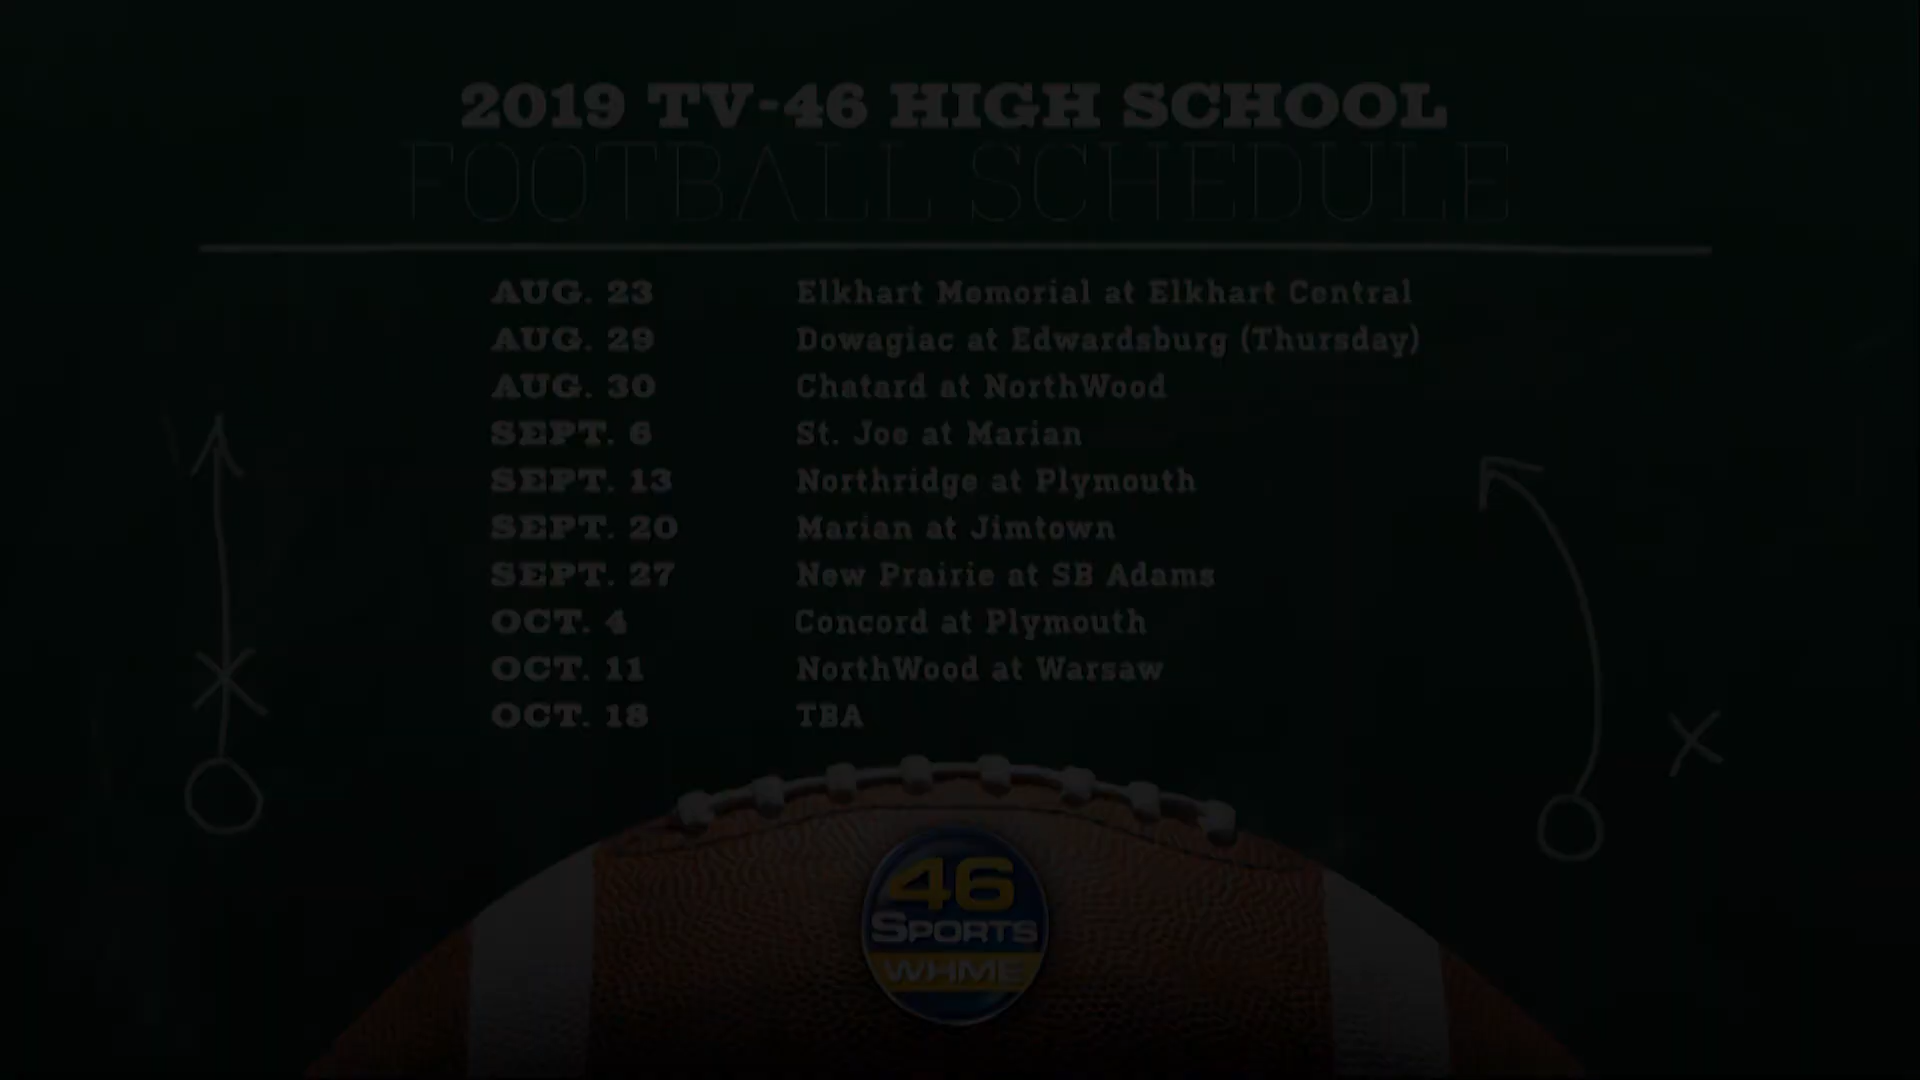 2019 TV-46 HIGH SCHOOL
FOOTBALL SCHEDULE
AUG. 23 Elkhart Memorial at Elkhart Central
AUG. 29 Dowagiac at Edwardsburg (Thursday)
AUG. 30 Chatard at NorthWood
SEPT. 6 St. Joe at Marian
SEPT. 13 Northridge at Plymouth
SEPT. 20 Marian at Jimtown
SEPT. 27 New Prairie at SB Adams
OCT. 4 Concord at Plymouth
OCT. 11 NorthWood at Warsaw
OCT. 18 TBA
46
SPORTS
WHME